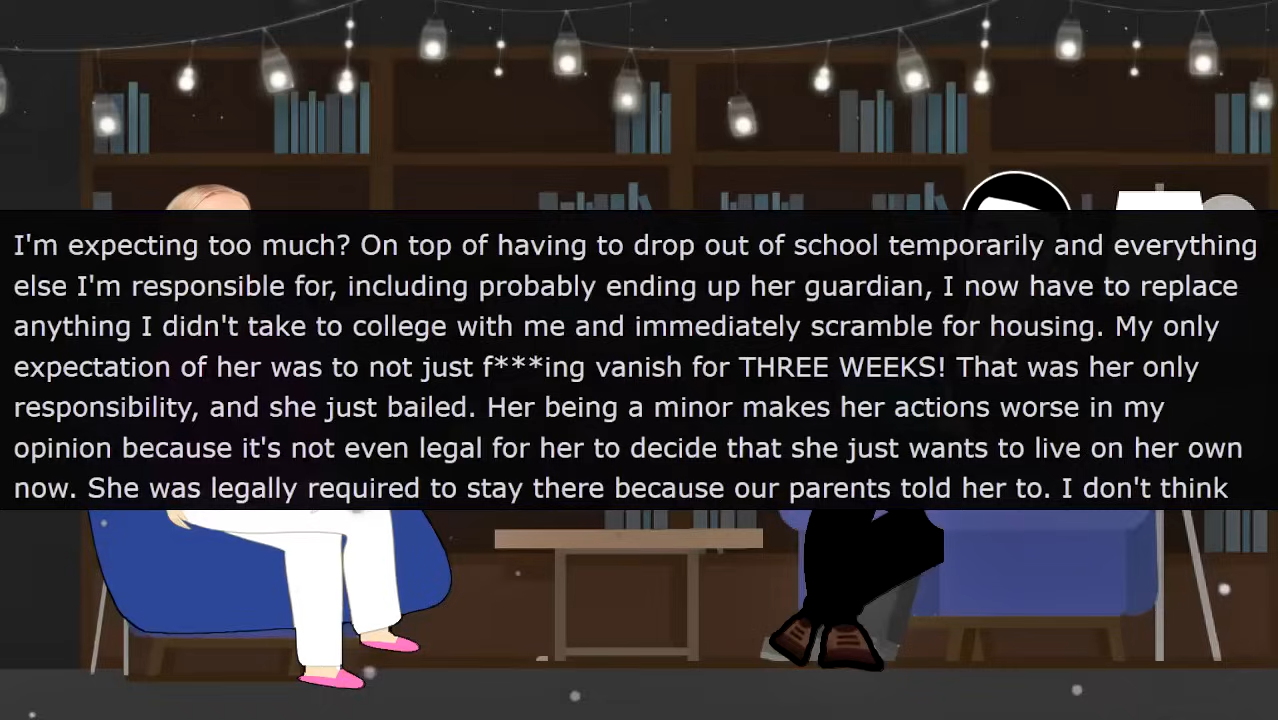 I'm expecting too much? On top of having to drop out of school temporarily and everything
else I'm responsible for, including probably ending up her guardian, I now have to replace
anything I didn't take to college with me and immediately scramble for housing. My only
expectation of her was to not just f***ing vanish for THREE WEEKS! That was her only
responsibility, and she just bailed. Her being a minor makes her actions worse in my
opinion because it's not even legal for her to decide that she just wants to live on her own
now. She was legally required to stay there because our parents told her to. I don't think